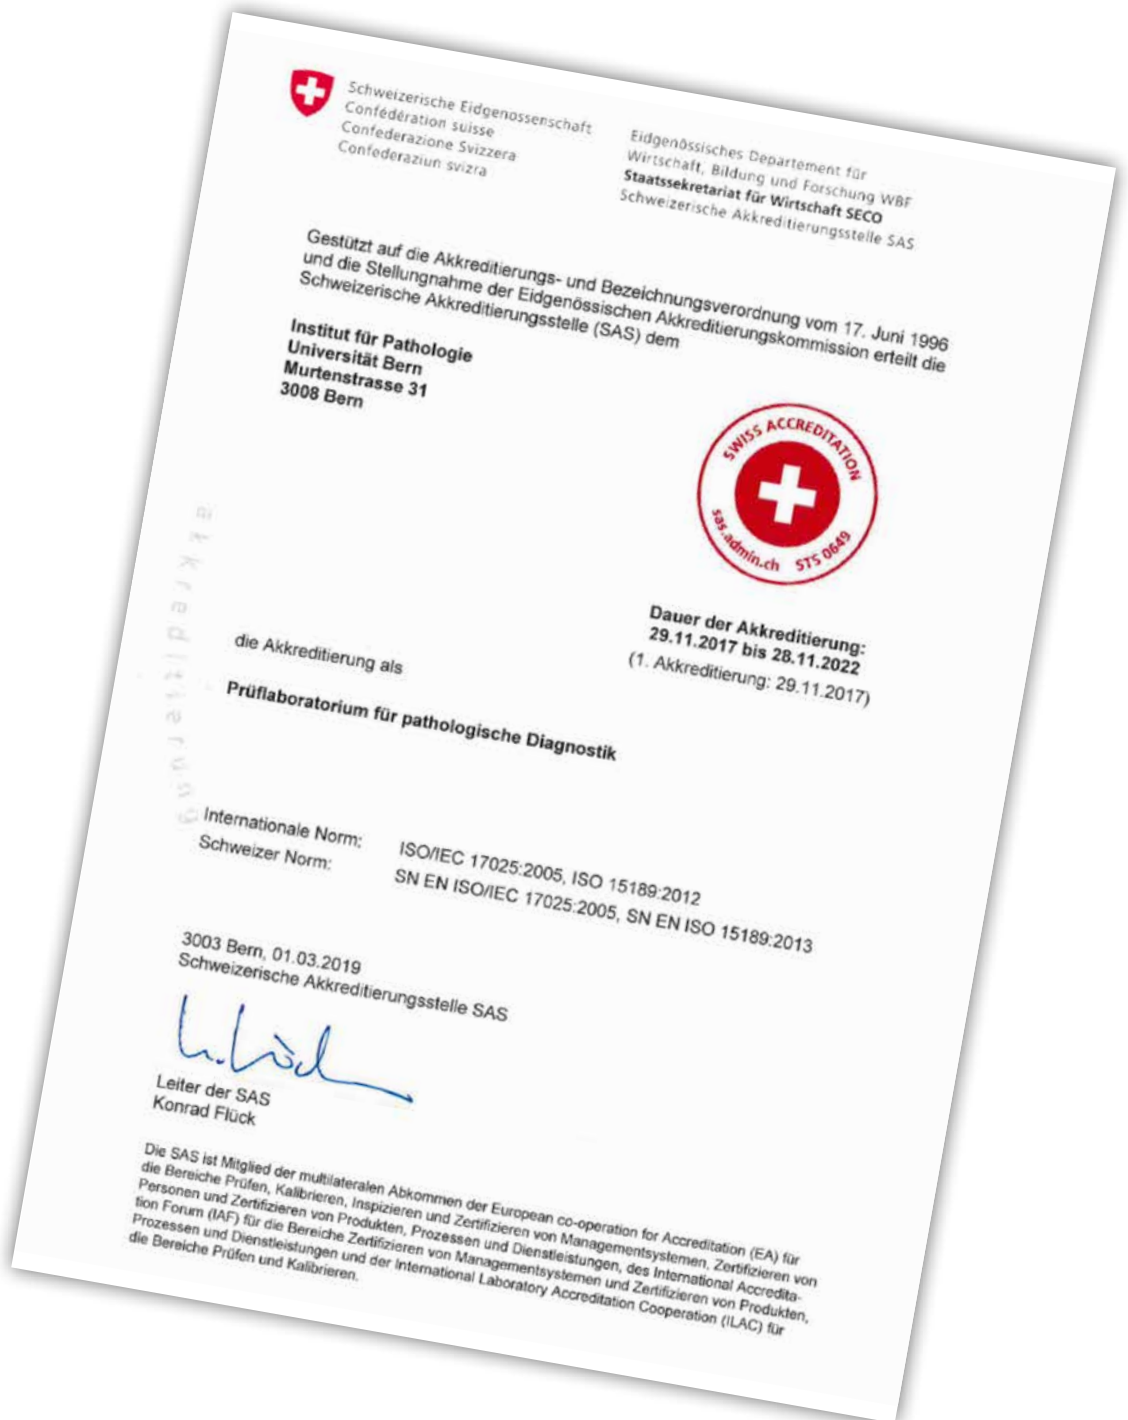 Schweizerische Eidgenossenschaft
Confédération suisse
Confederazione Svizzera
Confederaziun svizra
Eidgenössisches Departement für
Wirtschaft, Bildung und Forschung WBF
Staatssekretariat für Wirtschaft SECO
Schweizerische Akkreditierungsstelle SAS
Gestützt auf die Akkreditierungs- und Bezeichnungsverordnung vom 17. Juni 1996
und die Stellungnahme der Eidgenössischen Akkreditierungskommission erteilt die
Schweizerische Akkreditierungsstelle (SAS) dem
Institut für Pathologie
Universität Bern
Murtenstrasse 31
3008 Bern
SWISS ACCREDITATION
sas.admin.ch STS 0649
Dauer der Akkreditierung:
29.11.2017 bis 28.11.2022
(1. Akkreditierung: 29.11.2017)
akkreditierung
die Akkreditierung als
Prüflaboratorium für pathologische Diagnostik
Internationale Norm: ISO/IEC 17025:2005, ISO 15189:2012
Schweizer Norm: SN EN ISO/IEC 17025:2005, SN EN ISO 15189:2013
3003 Bern, 01.03.2019
Schweizerische Akkreditierungsstelle SAS
Leiter der SAS
Konrad Flück
Die SAS ist Mitglied der multilateralen Abkommen der European co-operation for Accreditation (EA) für
die Bereiche Prüfen, Kalibrieren, Inspizieren und Zertifizieren von Managementsystemen, Zertifizieren von
Personen und Zertifizieren von Produkten, Prozessen und Dienstleistungen, des International Accredita-
tion Forum (IAF) für die Bereiche Zertifizieren von Managementsystemen und Zertifizieren von Produkten,
Prozessen und Dienstleistungen und der International Laboratory Accreditation Cooperation (ILAC) für
die Bereiche Prüfen und Kalibrieren.